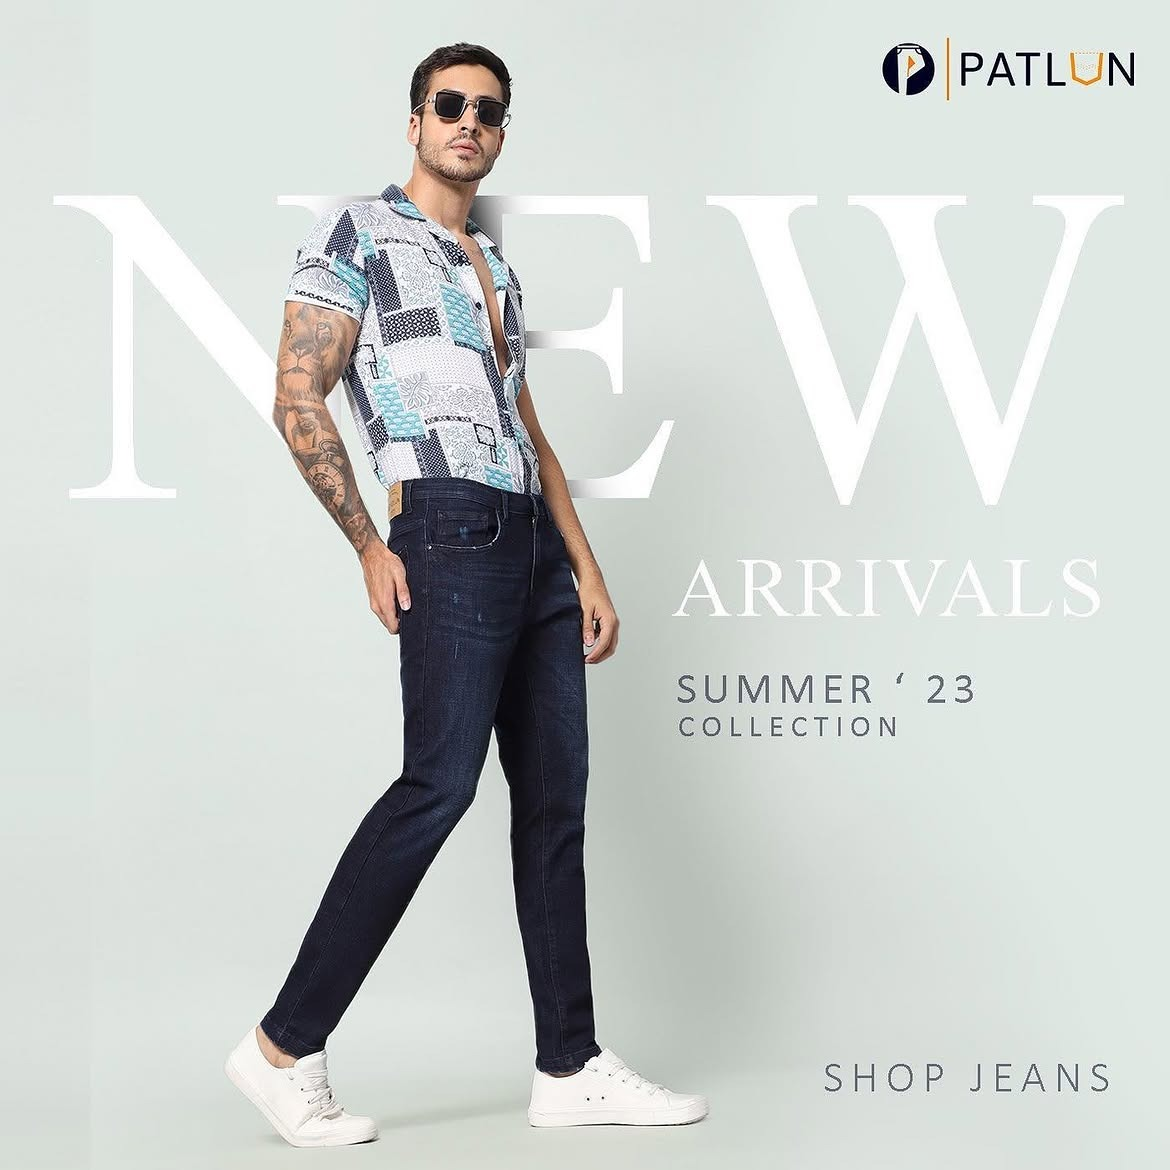 PATLUN
NEW
ARRIVALS
SUMMER ‘ 23
COLLECTION
SHOP JEANS